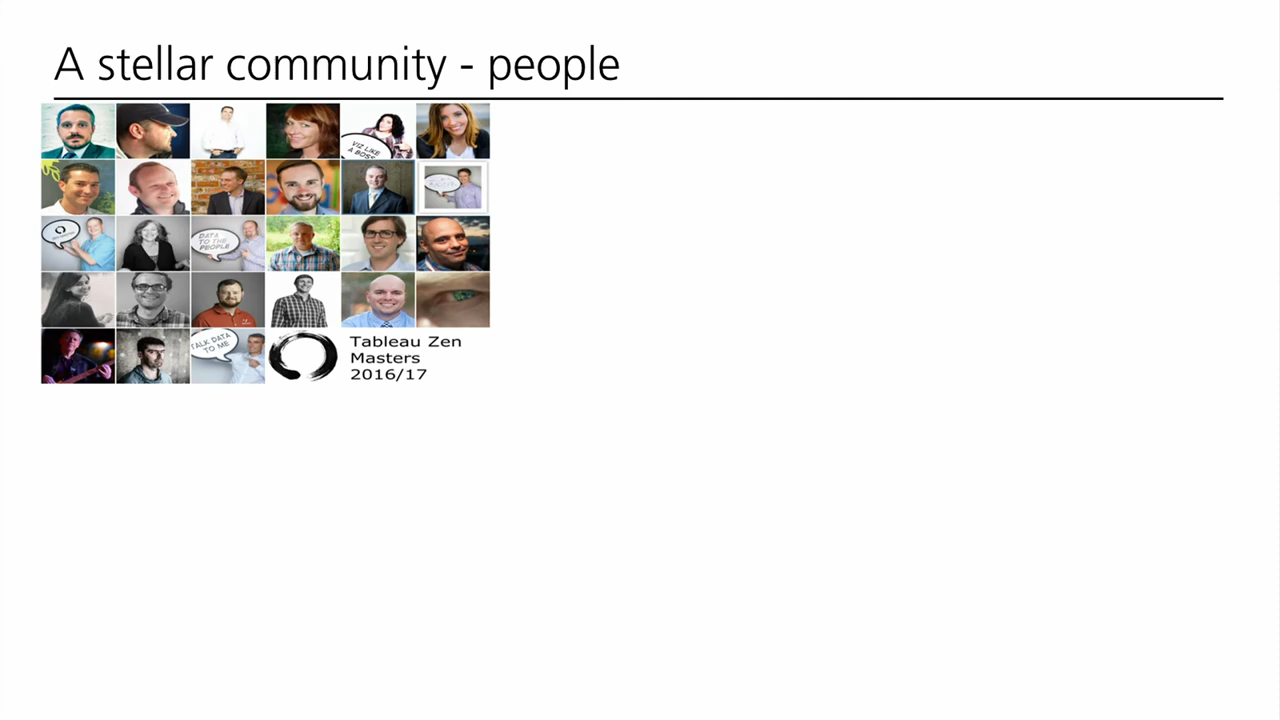 A stellar community - people
VIZ LIKE
A BOSS
DATA
TO THE
PEOPLE
TALK DATA
TO ME
Tableau Zen
Masters
2016/17